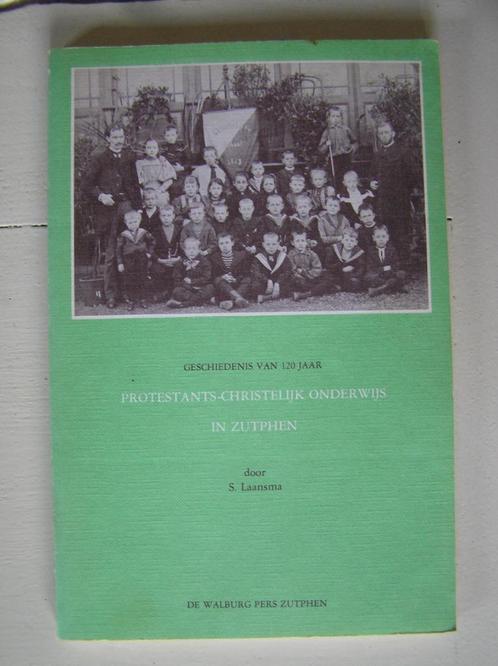 GESCHIEDENIS VAN 120 JAAR
PROTESTANTS-CHRISTELIJK ONDERWIJS
IN ZUTPHEN
door
S. Laansma
DE WALBURG PERS ZUTPHEN